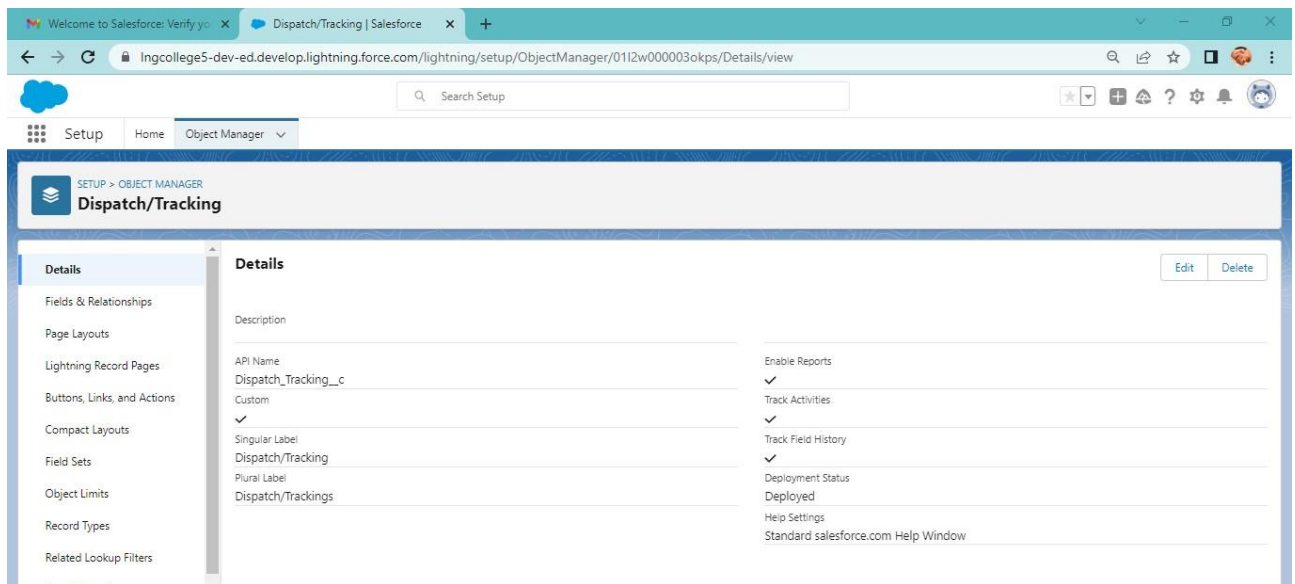 Welcome to Salesforce: Verify yo
Dispatch/Tracking | Salesforce
lngcollege5-dev-ed.develop.lightning.force.com/lightning/setup/ObjectManager/01I2w000003okps/Details/view
Search Setup
Setup Home Object Manager
SETUP > OBJECT MANAGER
Dispatch/Tracking
Details
Fields & Relationships
Page Layouts
Lightning Record Pages
Buttons, Links, and Actions
Compact Layouts
Field Sets
Object Limits
Record Types
Related Lookup Filters
Details
Edit Delete
Description
API Name
Dispatch_Tracking__c
Custom
Singular Label
Dispatch/Tracking
Plural Label
Dispatch/Trackings
Enable Reports
Track Activities
Track Field History
Deployment Status
Deployed
Help Settings
Standard salesforce.com Help Window